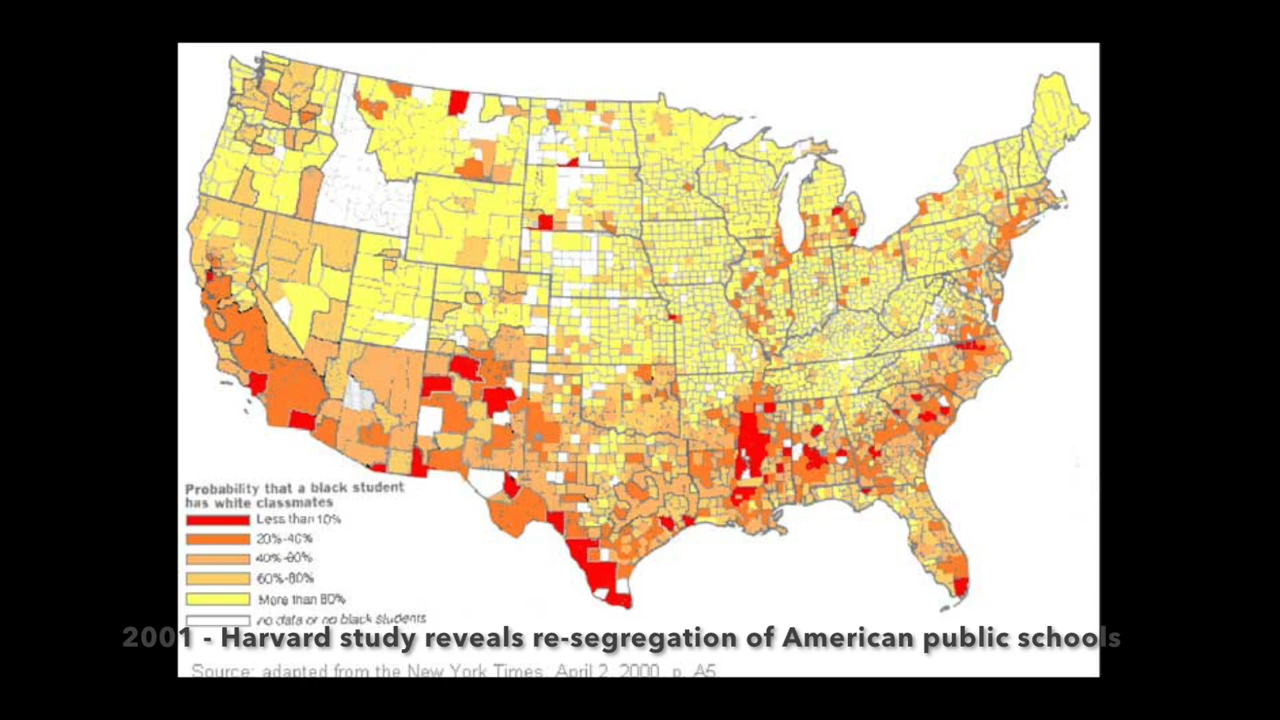 Probability that a black student
has white classmates
Less than 10%
20%-40%
40%-60%
60%-80%
More than 80%
no data or no black students
2001 - Harvard study reveals re-segregation of American public schools
Source: adapted from the New York Times, April 2, 2000, p. A5